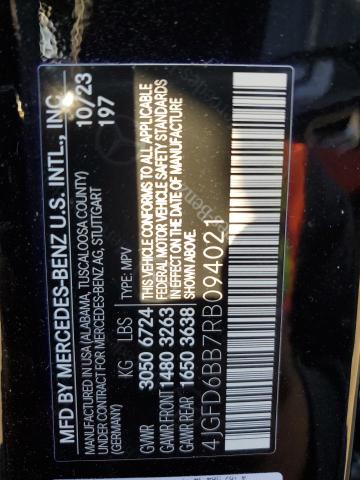 MFD BY MERCEDES-BENZ U.S. INTL., INC.
MANUFACTURED IN USA (ALABAMA, TUSCALOOSA COUNTY) 10/23
UNDER CONTRACT FOR MERCEDES-BENZ AG, STUTTGART 197
(GERMANY)
KG LBS TYPE: MPV
GVWR 3050 6724 THIS VEHICLE CONFORMS TO ALL APPLICABLE
GAWR FRONT 1480 3263 FEDERAL MOTOR VEHICLE SAFETY STANDARDS
GAWR REAR 1650 3638 IN EFFECT ON THE DATE OF MANUFACTURE
SHOWN ABOVE.
4JGFD6BB7RB094021